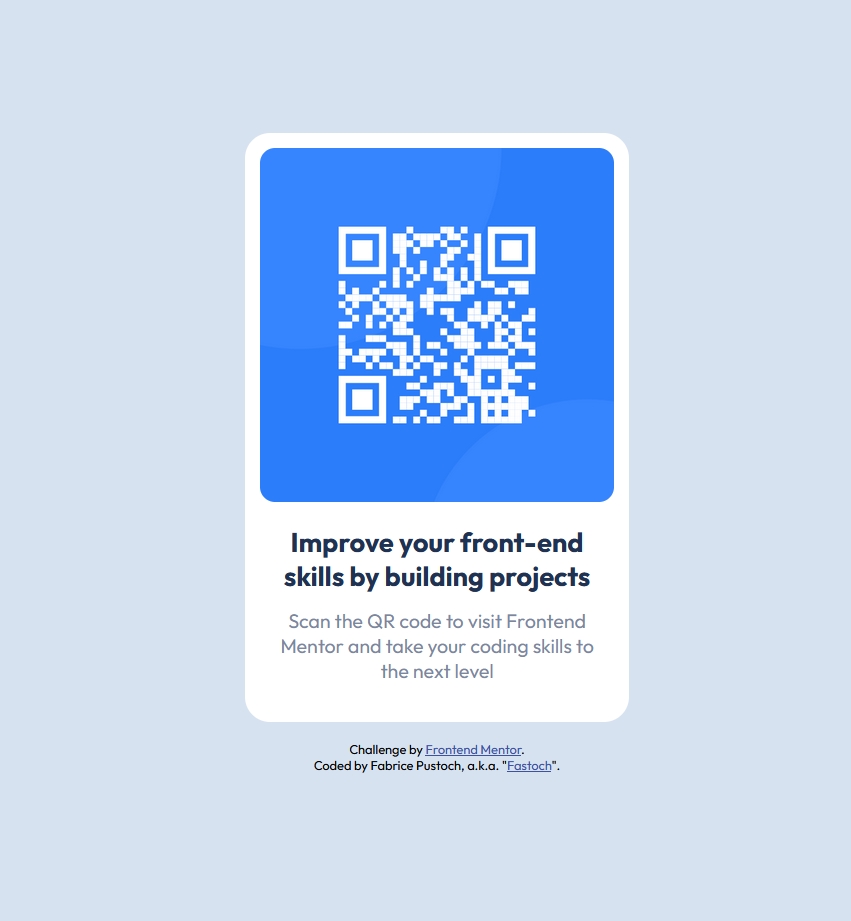 Improve your front-end
skills by building projects
Scan the QR code to visit Frontend
Mentor and take your coding skills to
the next level
Challenge by Frontend Mentor.
Coded by Fabrice Pustoch, a.k.a. "Fastoch".